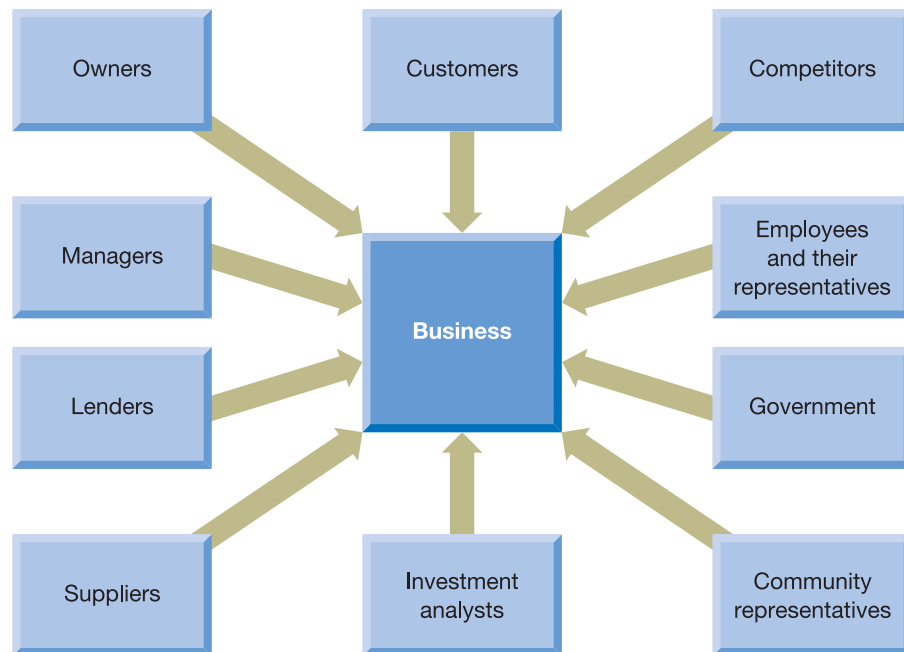 Owners
Customers
Competitors
Managers
Employees
and their
representatives
Business
Lenders
Government
Suppliers
Investment
analysts
Community
representatives